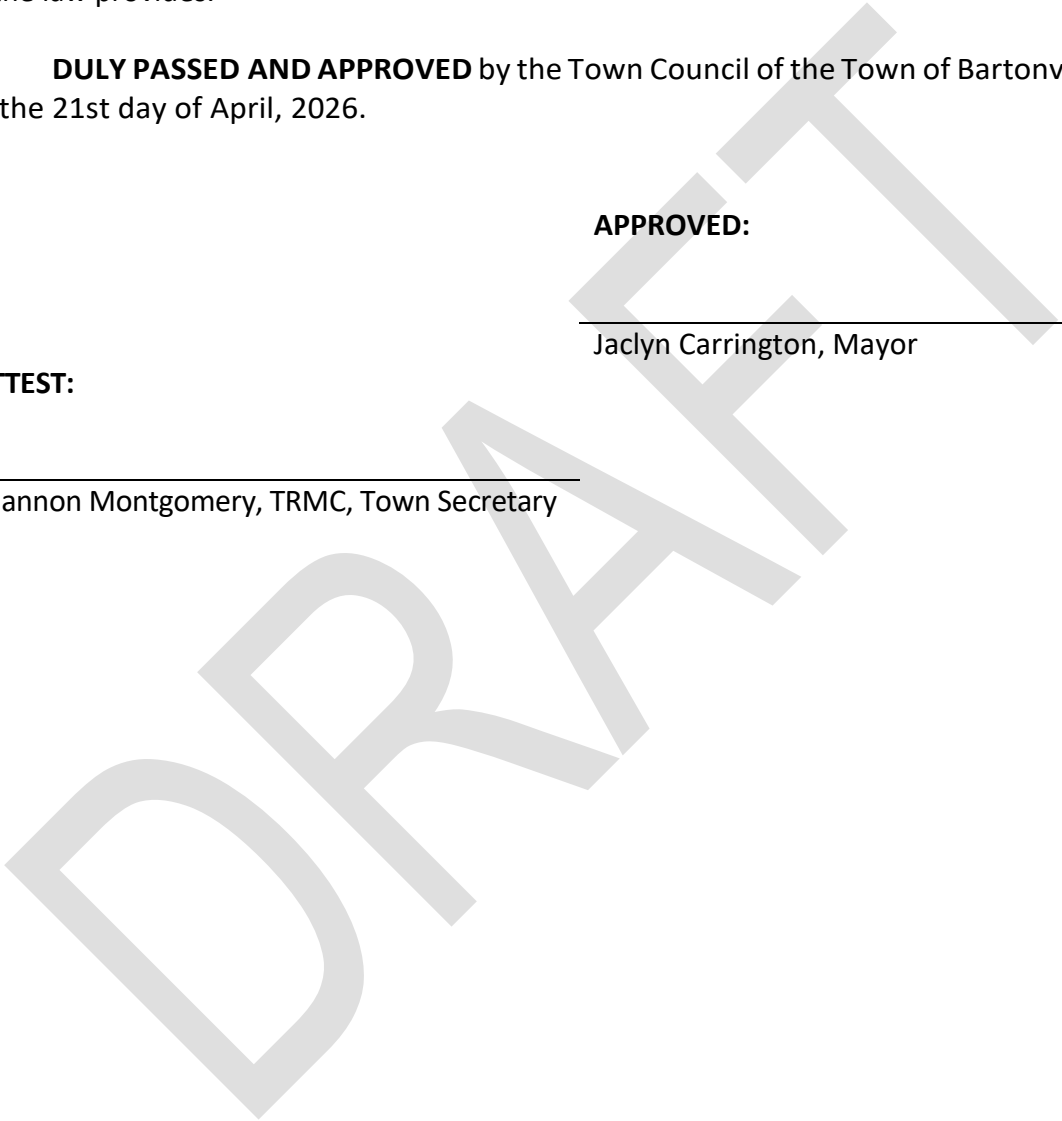 the law provides.
DULY PASSED AND APPROVED by the Town Council of the Town of Bartonv
the 21st day of April, 2026.
APPROVED:
Jaclyn Carrington, Mayor
TTEST:
annon Montgomery, TRMC, Town Secretary
DRAFT